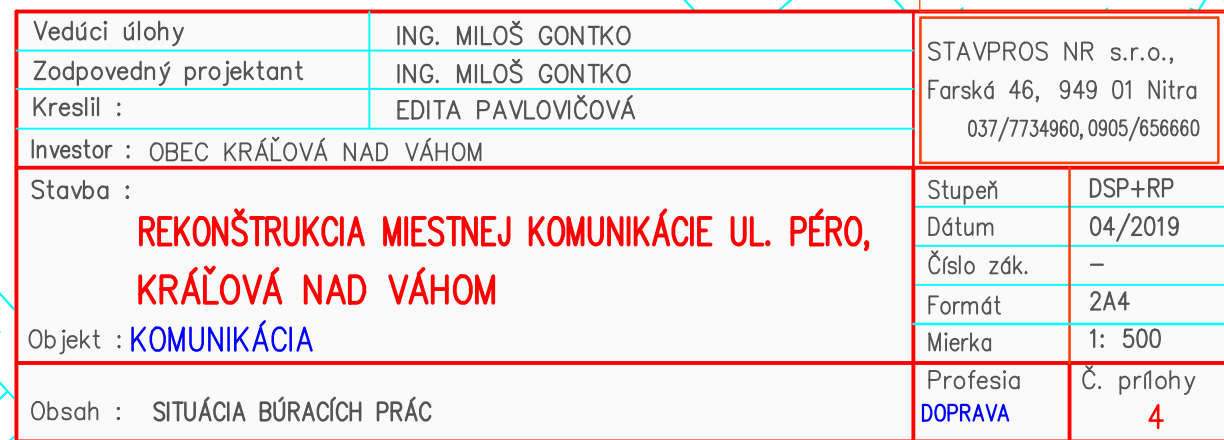 Vedúci úlohy ING. MILOŠ GONTKO
Zodpovedný projektant ING. MILOŠ GONTKO
Kreslil : EDITA PAVLOVIČOVÁ
Investor : OBEC KRÁĽOVÁ NAD VÁHOM
STAVPROS NR s.r.o.,
Farská 46, 949 01 Nitra
037/7734960, 0905/656660
Stavba :
REKONŠTRUKCIA MIESTNEJ KOMUNIKÁCIE UL. PÉRO,
KRÁĽOVÁ NAD VÁHOM
Objekt : KOMUNIKÁCIA
Stupeň DSP+RP
Dátum 04/2019
Číslo zák. –
Formát 2A4
Mierka 1: 500
Obsah : SITUÁCIA BÚRACÍCH PRÁC
Profesia Č. prílohy
DOPRAVA 4